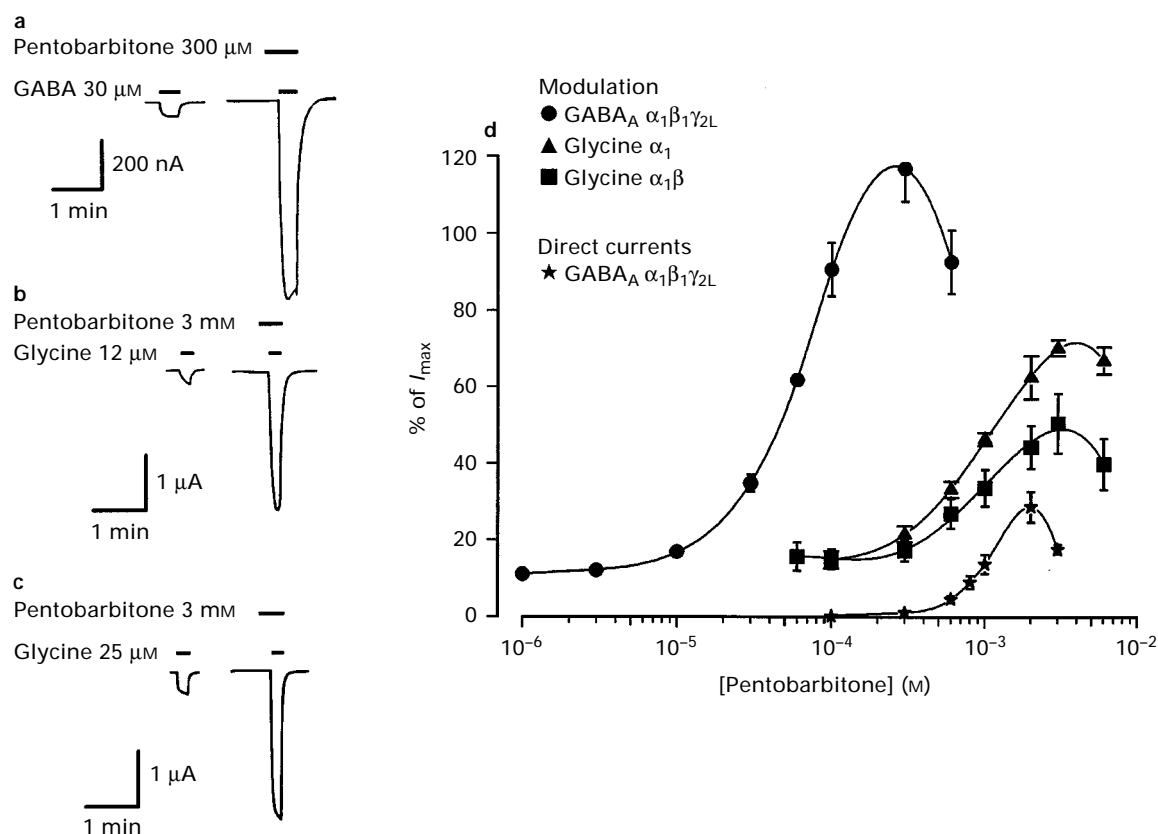 a
Pentobarbitone 300 μM
GABA 30 μM
200 nA
1 min
b
Pentobarbitone 3 mM
Glycine 12 μM
1 μA
1 min
c
Pentobarbitone 3 mM
Glycine 25 μM
1 μA
1 min
d
Modulation
GABA_A α₁β₁γ₂L
Glycine α₁
Glycine α₁β
Direct currents
GABA_A α₁β₁γ₂L
120
100
80
60
40
20
0
% of I_max
10⁻⁶ 10⁻⁵ 10⁻⁴ 10⁻³ 10⁻²
[Pentobarbitone] (M)